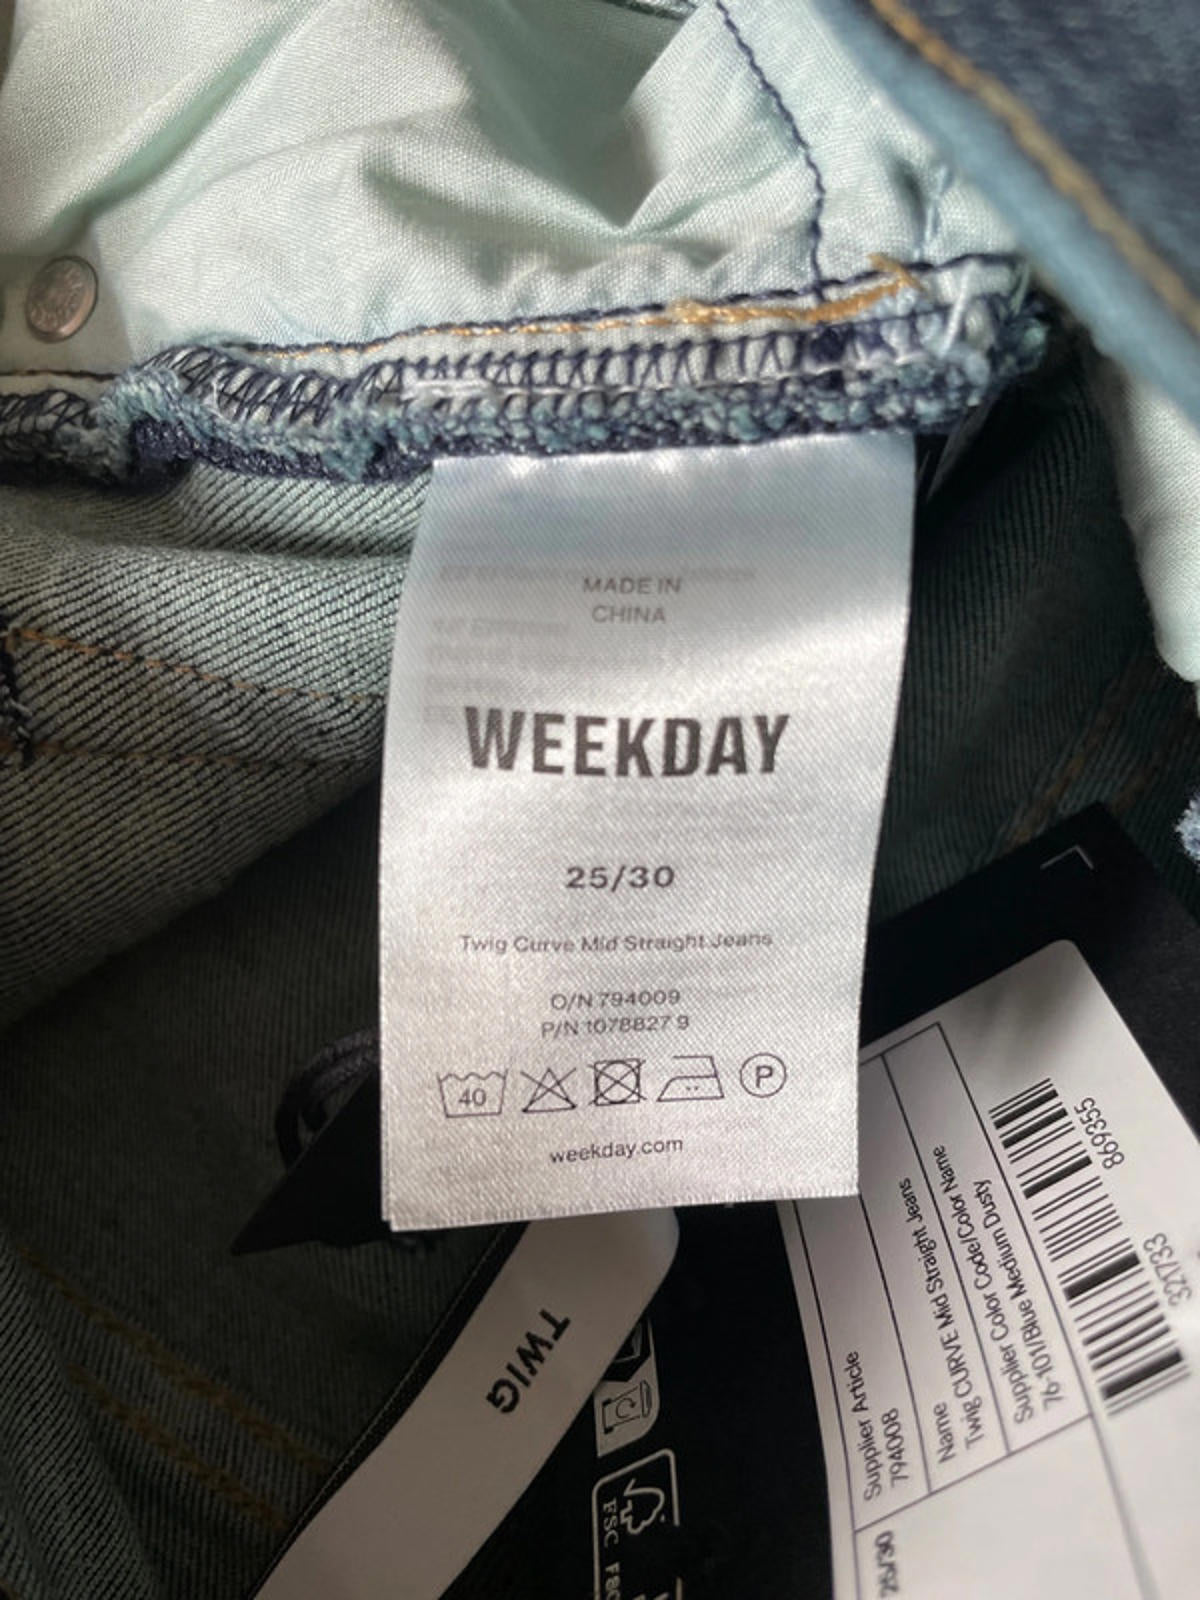 MADE IN
CHINA
WEEKDAY
25/30
Twig Curve Mid Straight Jeans
O/N 794009
P/N 1078827 9
40
P
weekday.com
TWIG
FSC
25/30
Supplier Article
794008
Name
Twig CURVE Mid Straight Jeans
Supplier Color Code/Color Name
76-101/Blue Medium Dusty
321733
869355